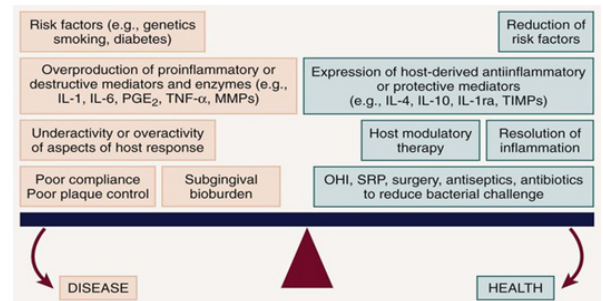 Risk factors (e.g., genetics
smoking, diabetes)
Reduction of
risk factors
Overproduction of proinflammatory or
destructive mediators and enzymes (e.g.,
IL-1, IL-6, PGE₂, TNF-α, MMPs)
Expression of host-derived antiinflammatory
or protective mediators
(e.g., IL-4, IL-10, IL-1ra, TIMPs)
Underactivity or overactivity
of aspects of host response
Host modulatory
therapy
Resolution of
inflammation
Poor compliance
Poor plaque control
Subgingival
bioburden
OHI, SRP, surgery, antiseptics, antibiotics
to reduce bacterial challenge
DISEASE
HEALTH